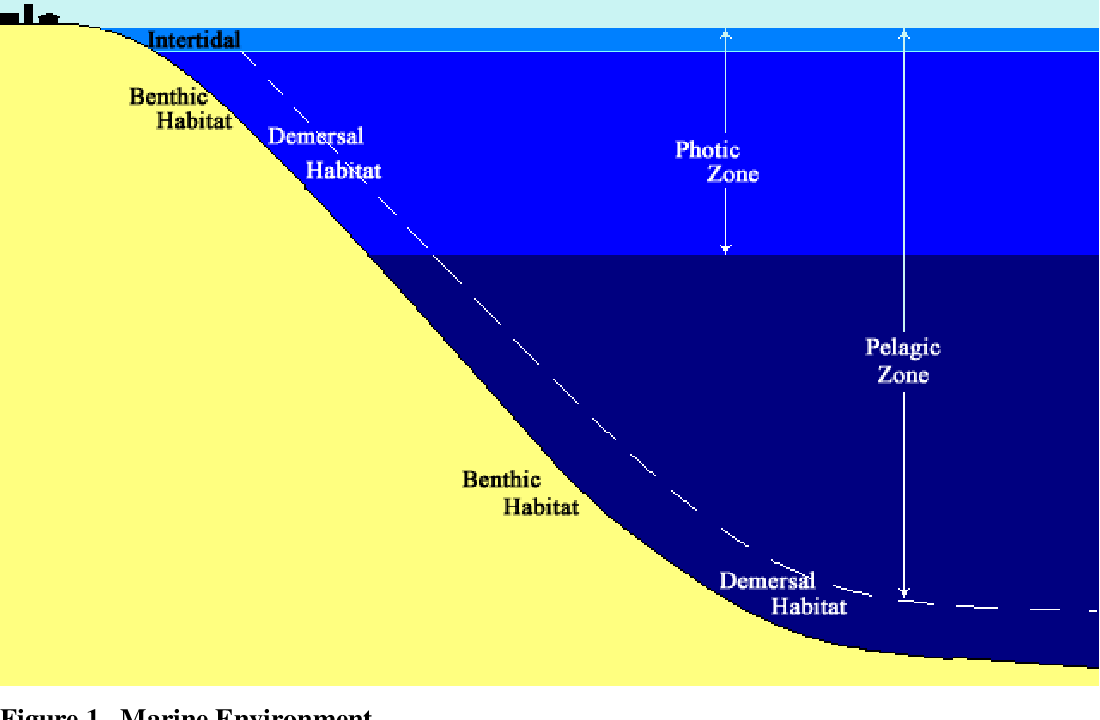 Intertidal
Benthic
Habitat
Demersal
Habitat
Photic
Zone
Pelagic
Zone
Benthic
Habitat
Demersal
Habitat
Figure 1. Marine Environment